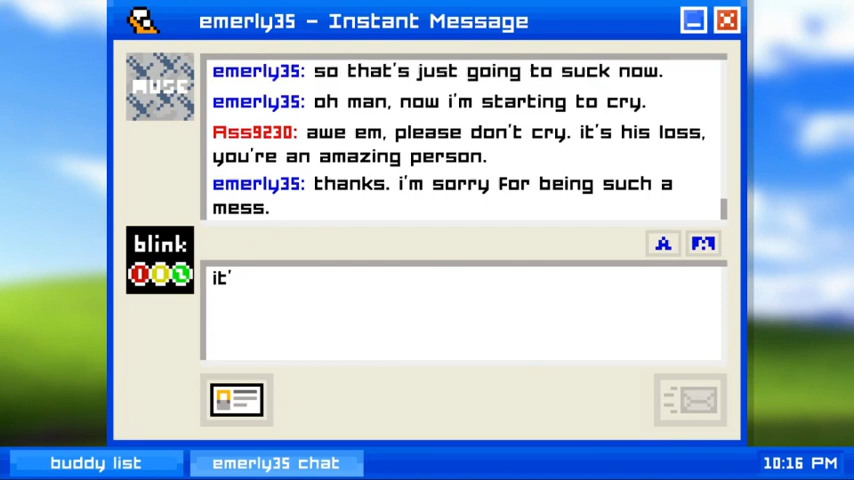 emerly35 - Instant Message
MUSE
emerly35: so that's just going to suck now.
emerly35: oh man, now i'm starting to cry.
Ass9230: awe em, please don't cry. it's his loss,
you're an amazing person.
emerly35: thanks. i'm sorry for being such a
mess.
A
blink
182
it'
buddy list
emerly35 chat
10:16 PM